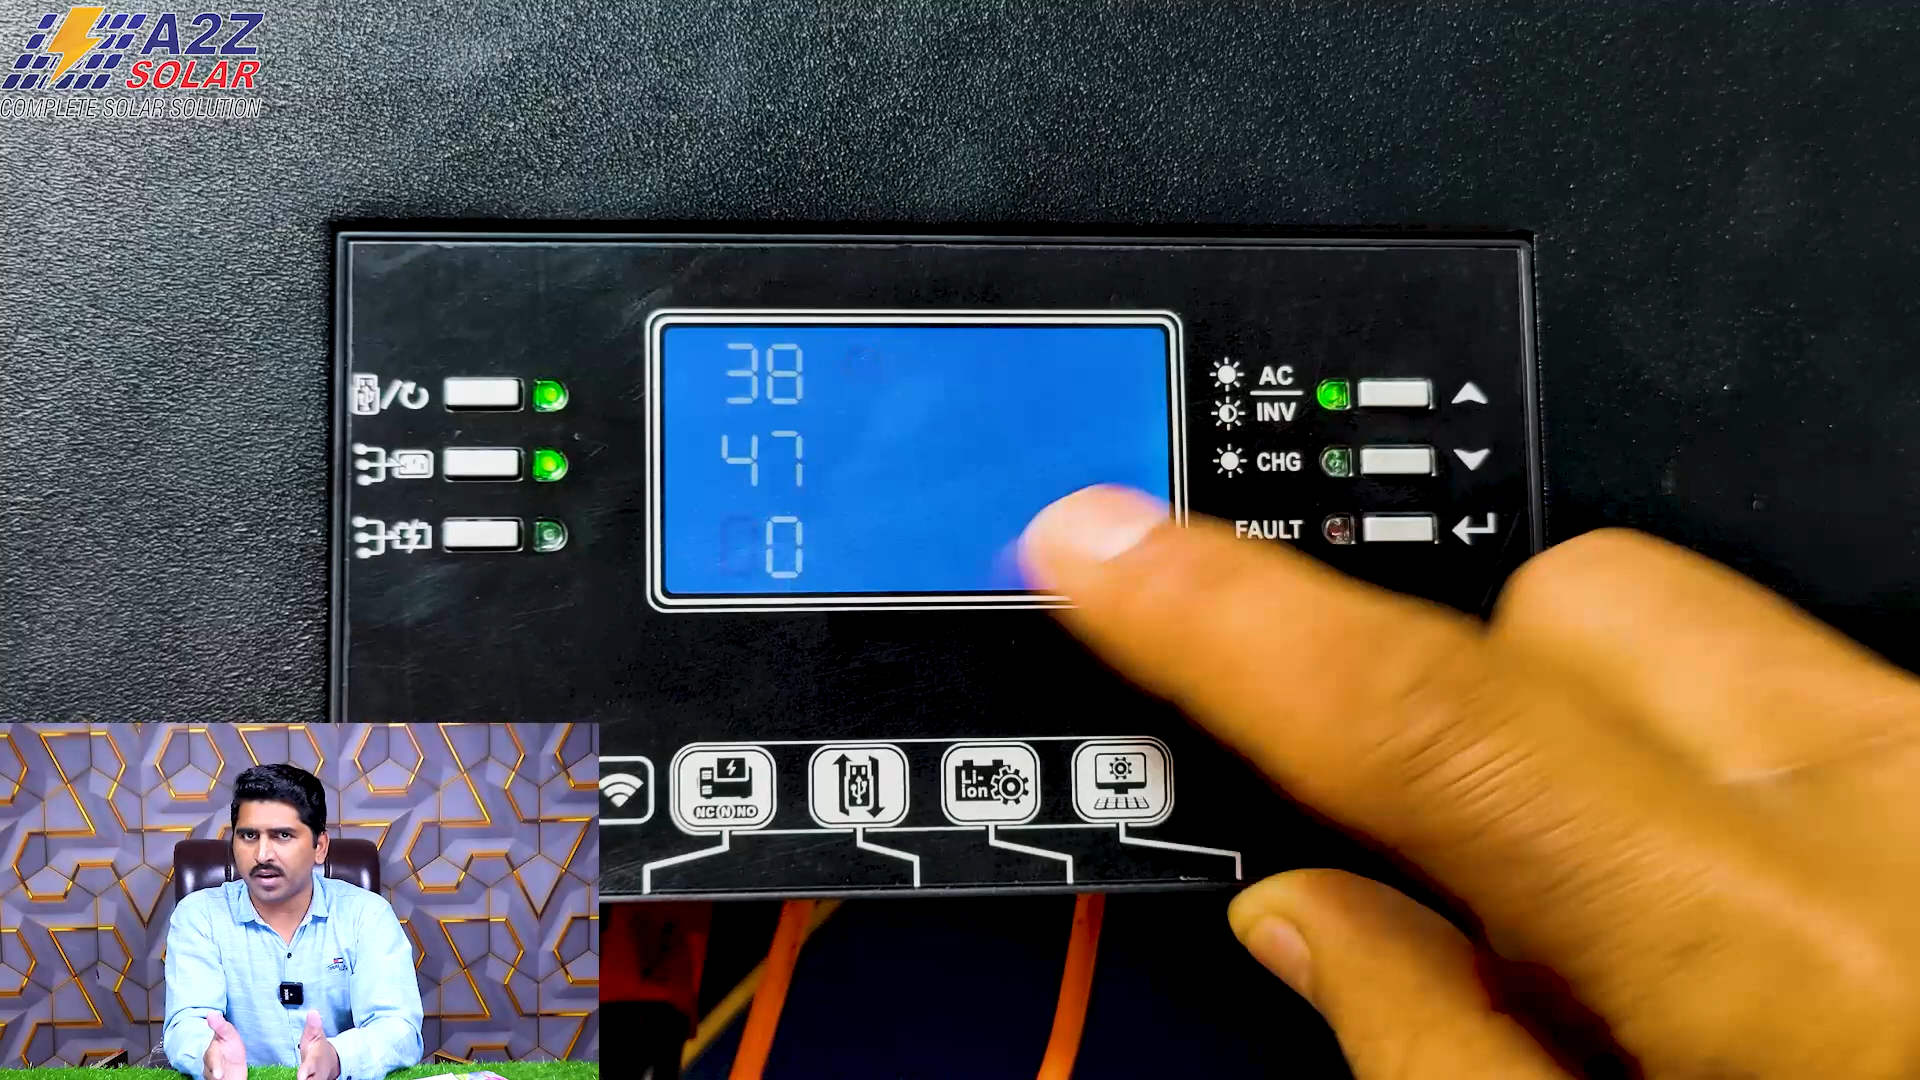 A2Z
SOLAR
COMPLETE SOLAR SOLUTION
38
47
0
AC
INV
CHG
FAULT
NC N NO
Li-
ion